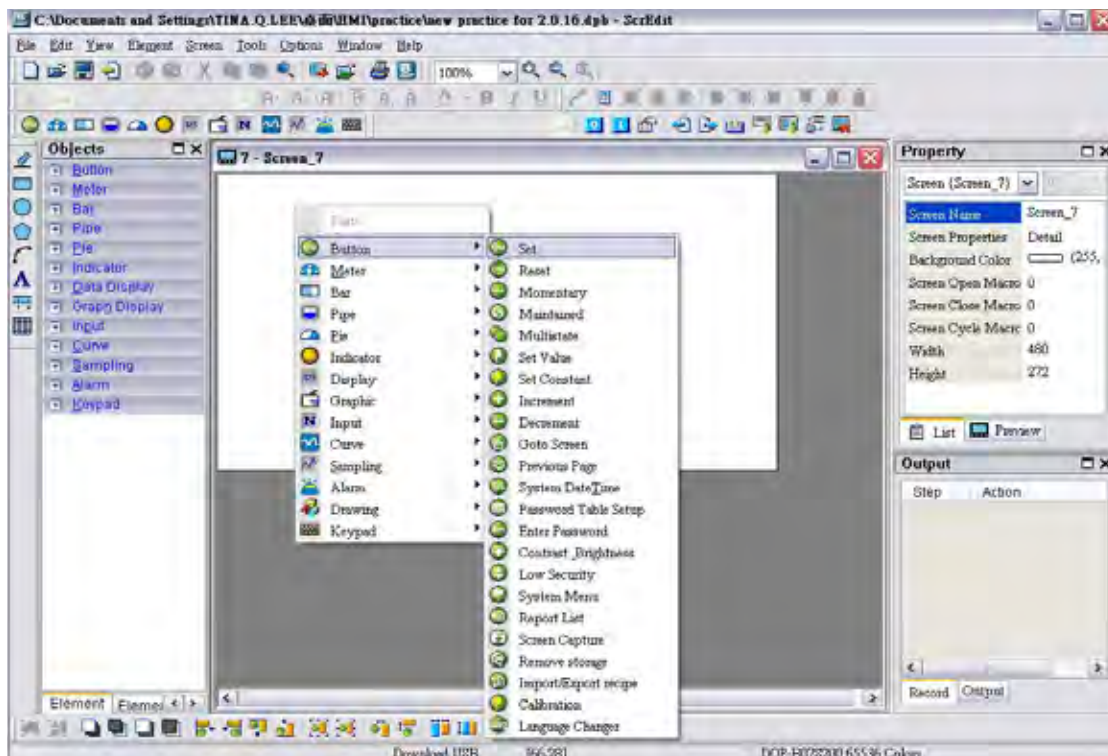 C:\Documents and Settings\TINA.Q.LEE\桌面\HMI\practice\new practice for 2.0.16.dpb - ScrEdit
File Edit View Element Screen Tools Options Window Help
100%
Objects
Button
Meter
Bar
Pipe
Pie
Indicator
Data Display
Graph Display
Input
Curve
Sampling
Alarm
Keypad
Element
7 - Screen_7
Button
Meter
Bar
Pipe
Pie
Indicator
Display
Graphic
Input
Curve
Sampling
Alarm
Drawing
Keypad
Set
Reset
Momentary
Maintained
Multistate
Set Value
Set Constant
Increment
Decrement
Goto Screen
Previous Page
System DateTime
Password Table Setup
Enter Password
Contrast_Brightness
Low Security
System Menu
Report List
Screen Capture
Remove storage
Import/Export recipe
Calibration
Language Changer
Property
Screen (Screen_7)
Screen Name Screen_7
Screen Properties Detail
Background Color (255,
Screen Open Macro 0
Screen Close Macro 0
Screen Cycle Macro 0
Width 480
Height 272
List Preview
Output
Step Action
Record Output
Download:USB
65536 Colors